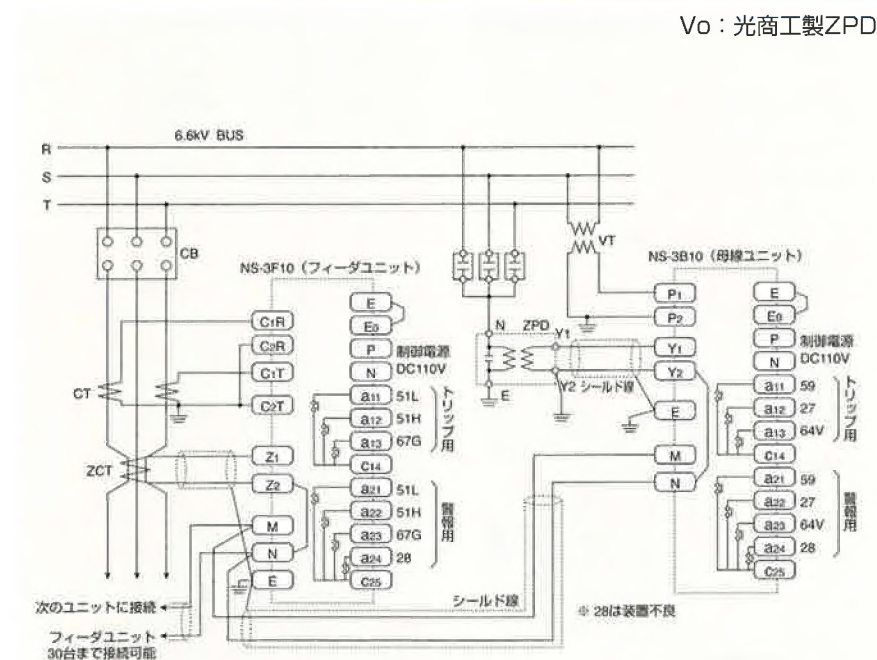 Vo：光商工製ZPD
6.6kV BUS
R
S
T
CB
VT
NS-3F10（フィーダユニット）
NS-3B10（母線ユニット）
C1R
C2R
C1T
C2T
CT
ZCT
Z1
Z2
M
N
E
E
E0
P
N
制御電源
DC110V
a11 51L
a12 51H
a13 67G
C14
トリップ用
a21 51L
a22 51H
a23 67G
a24 28
C25
警報用
N ZPD Y1
Y2 シールド線
E
P1
P2
Y1
Y2
E
M
N
E
E0
P
N
制御電源
DC110V
a11 59
a12 27
a13 64V
C14
トリップ用
a21 59
a22 27
a23 64V
a24 28
C25
警報用
シールド線
※ 28は装置不良
次のユニットに接続
フィーダユニット
30台まで接続可能